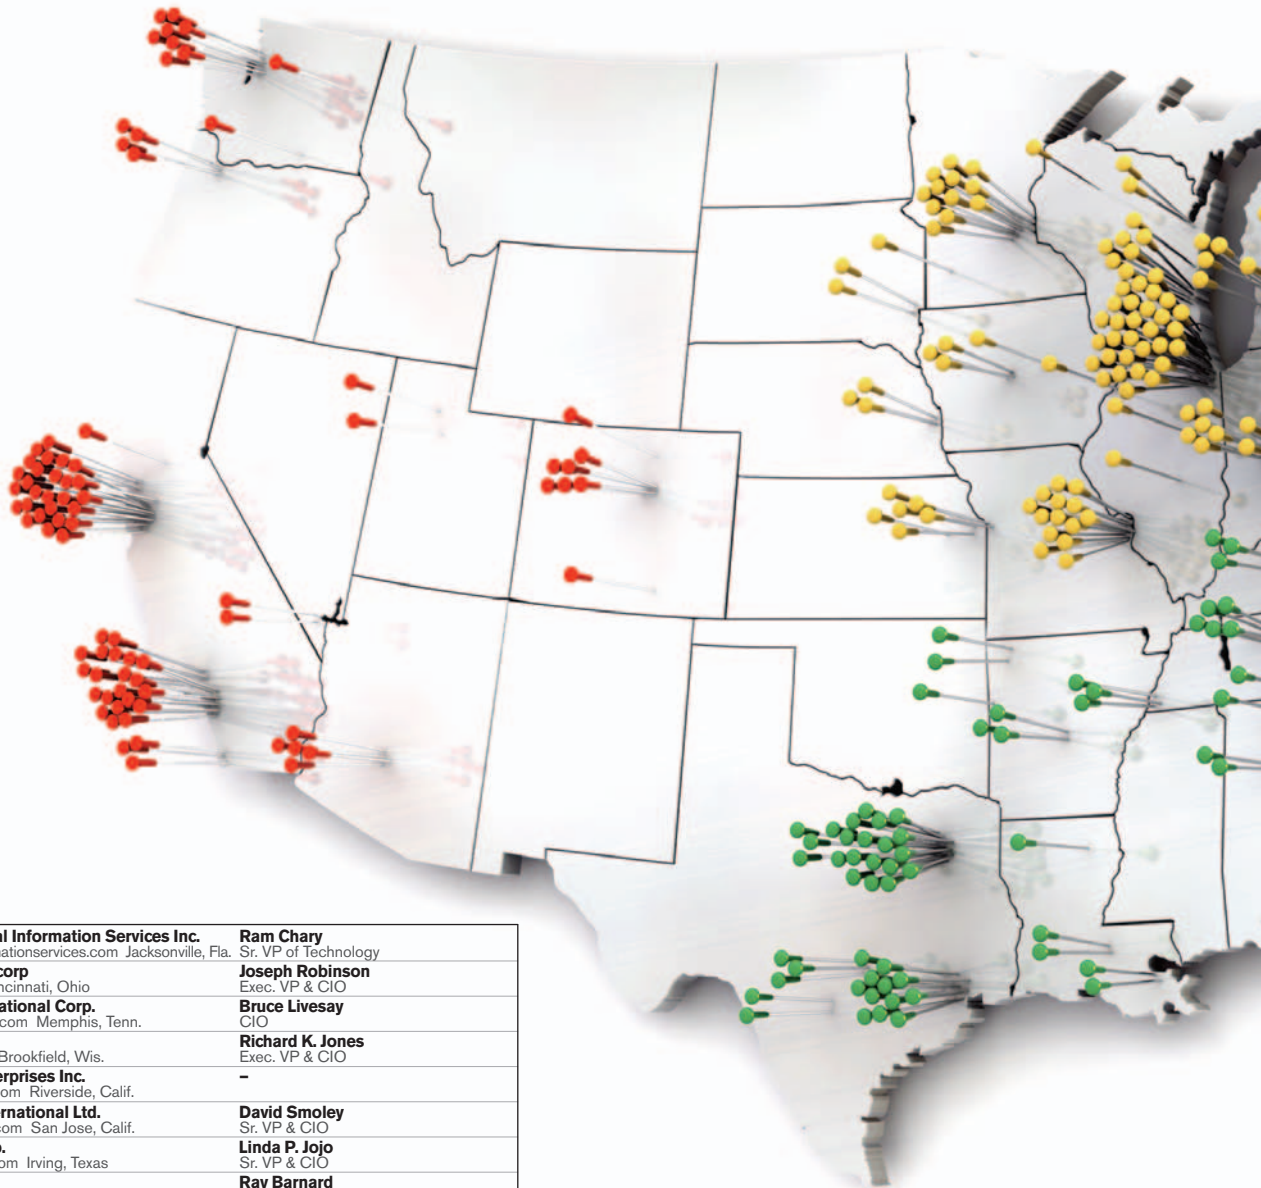 al Information Services Inc. Ram Chary
nationservices.com Jacksonville, Fla. Sr. VP of Technology
corp Joseph Robinson
ncinnati, Ohio Exec. VP & CIO
ational Corp. Bruce Livesay
.com Memphis, Tenn. CIO
Richard K. Jones
Brookfield, Wis. Exec. VP & CIO
erprises Inc. –
om Riverside, Calif.
ernational Ltd. David Smoley
com San Jose, Calif. Sr. VP & CIO
o. Linda P. Jojo
om Irving, Texas Sr. VP & CIO
Ray Barnard